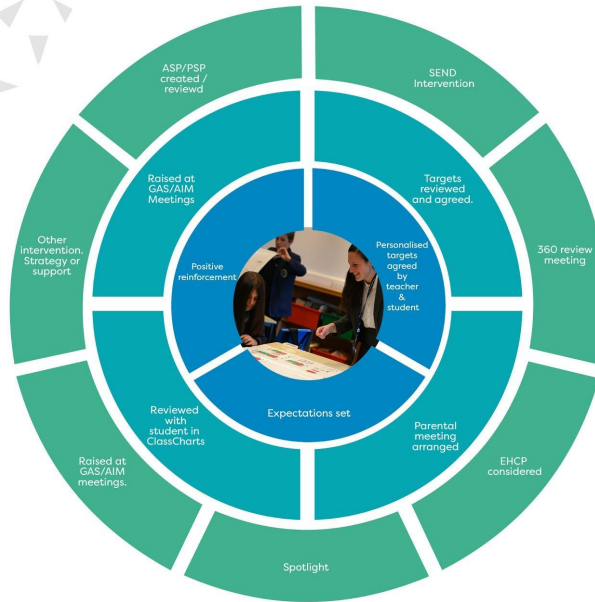 ASP/PSP
created /
reviewd
SEND
Intervention
Raised at
GAS/AIM
Meetings
Targets
reviewed
and agreed.
Other
intervention.
Strategy or
support
Positive
reinforcement
Personalised
targets
agreed
by
teacher
&
student
360 review
meeting
Expectations set
Reviewed
with
student in
ClassCharts
Parental
meeting
arranged
Raised at
GAS/AIM
meetings.
EHCP
considered
Spotlight